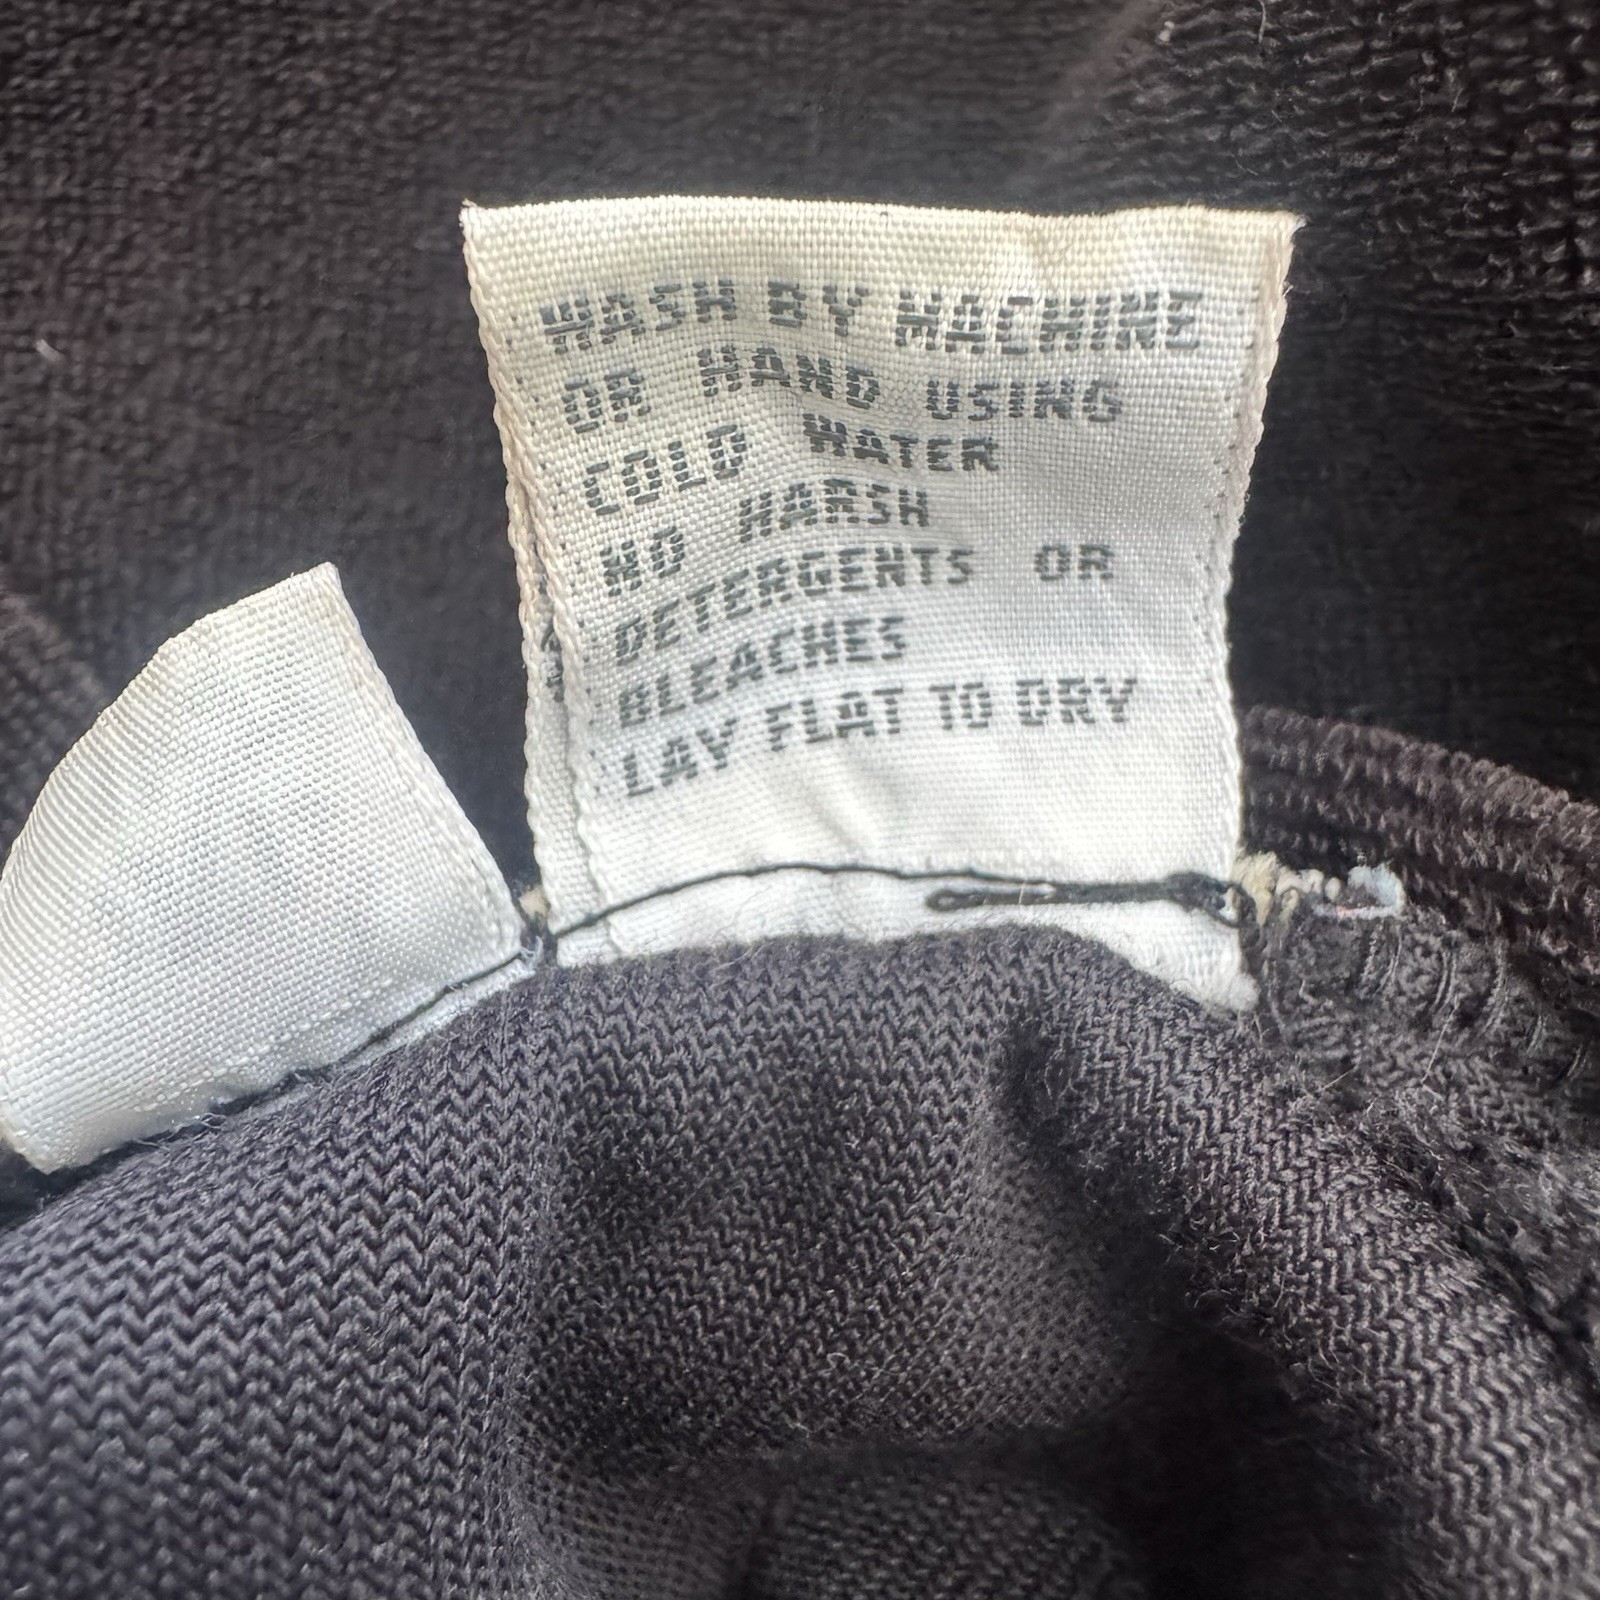 WASH BY MACHINE
OR HAND USING
COLD WATER
NO HARSH
DETERGENTS OR
BLEACHES
LAY FLAT TO DRY